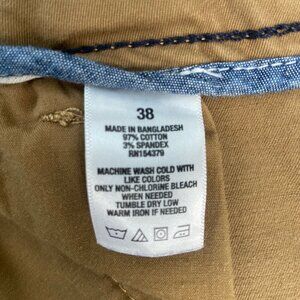 38
MADE IN BANGLADESH
97% COTTON
3% SPANDEX
RN154379
MACHINE WASH COLD WITH
LIKE COLORS
ONLY NON-CHLORINE BLEACH
WHEN NEEDED
TUMBLE DRY LOW
WARM IRON IF NEEDED